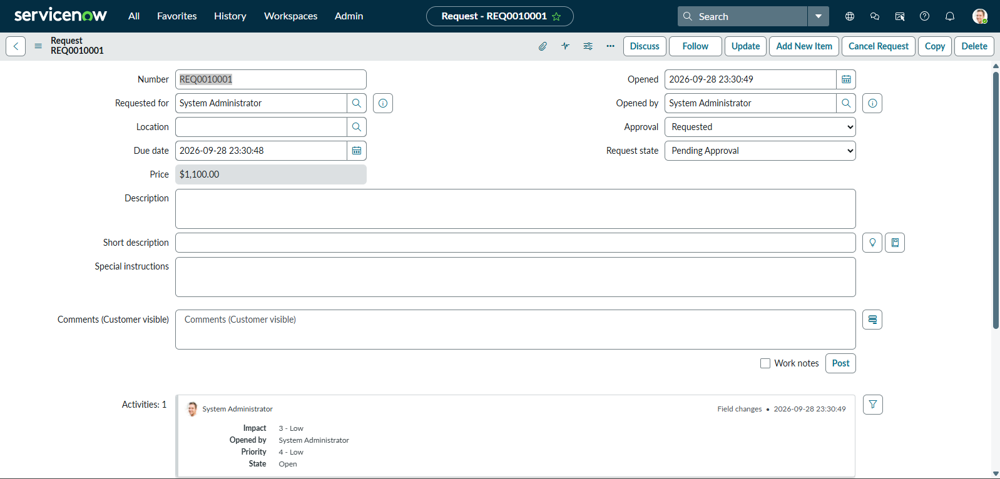 servicenow All Favorites History Workspaces Admin Request - REQ0010001 Search
Request
REQ0010001
Discuss Follow Update Add New Item Cancel Request Copy Delete
Number REQ0010001 Opened 2026-09-28 23:30:49
Requested for System Administrator Opened by System Administrator
Location Approval Requested
Due date 2026-09-28 23:30:48 Request state Pending Approval
Price $1,100.00
Description
Short description
Special instructions
Comments (Customer visible) Comments (Customer visible)
Work notes Post
Activities: 1 System Administrator Field changes • 2026-09-28 23:30:49
Impact 3 - Low
Opened by System Administrator
Priority 4 - Low
State Open